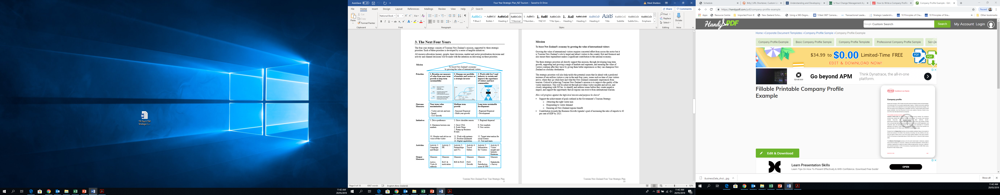 TR Dip 6 TM
Strategic L...
11:42 AM
20/05/2019
AutoSave Off
Four Year Strategic Plan_NZ Tourism - Saved to O: Drive
Mark Sheldon
File Home Insert Design Layout References Mailings Review View Help Search
Share Comments
Paste
Cut
Copy
Format Painter
Clipboard
National Book 12
Font
Paragraph
AaBbCc AaBbCcI AaBbCcD AaBbCcDc 1. AaBbCc 1. AaBl AaBbCcDc 1. AaB AaBbCcDdt AaBbCcD AaB AaBbCcD AaBbCcDc AaBbCcDc
¶ Blue 2 Bullets 1 Heading 2 ¶ Normal ¶ Number... TNZ H1 ¶ No Spac... Heading 1 Heading 3 Heading 4 Title Subtitle Subtle Em... Emphasis
Styles
Find
Replace
Select
Editing
Dictate
Voice
3. The Next Four Years
The four-year strategy consists of Tourism New Zealand's mission, supported by three strategic
priorities. Each of these priorities is developed by a series of tangible initiatives.
All resource allocation (money, people, time) decisions, market and sector prioritisation decisions and
activity and channel decisions will be made with the intention on delivering on these priorities.
Mission
To boost New Zealand's economy
by growing the value of international visitors
Priorities
1. Broaden our measure
of value from near-term
growth to long-term
sustainability
2. Manage our portfolio
of markets and sectors as
a strategic investor
3. Work with Gov't and
industry to sustain and
improve the experience
of visitors and host
communities
Outcome
Measures:
Near term value
maximization:
- Visitor arrivals and mix
- Spend
- YoY Growth
Medium term
growth:
- Seasonal Dispersal
- Multi-year growth
Long term sustainable
development:
- Regional Dispersal
- Development
Initiatives
1. Drive preference
2. Grow shoulder season
3. Regional dispersal
4. Maximise horizon one
markets
5. Grow USA
6. Scale China
7. Ramp up Business
Events
8. New markets
9. New sectors
10. Monitor and advise on
voice-of-the-visitor
11. Work with partners
13. Position Qualmark
14. Digital capabilities
12. Target intervention for
social license
15. Test-and-learn
Activities
Activity 1:
Campaign
and Brand
Activity 2:
PR
Activity 3:
Partnerships
and JVs
Activity 4:
Travel
Sellers
Activity 5:
Information
for Visitors
Activity 6:
Visitor
insight and
Industry
Relations
Output
Measures
Measure:
Active
Visits &
referrals
Measure:
EAV &
motivation
Measure:
ROI & PAX
Measure:
PAX
Growth
Measure:
IVS
Satisfaction
score & NPS
Measure:
Stakeholde
r Survey
Tourism New Zealand Four Year Strategic Plan
9
Mission
To boost New Zealand's economy by growing the value of international visitors
Growing the value of international visitors requires concerted effort from across the sector but it
is Tourism New Zealand's role to target and attract visitors to the country first and foremost and
also ensure their expenditure makes a significant contribution to the national economy.
The three strategic priorities all directly support this mission, through developing long-term
growth, supporting and growing a range of markets and segments, and ensuring the value of
visitors continue after they leave by giving them better experiences so they can champion New
Zealand as a holiday destination.
The strategic priorities will also help tackle the potential issues that lie ahead with a predicted
increase of one million visitors a year in the next four years, issues such as time of year visitors
arrive, where they go while here and what the New Zealand community experiences from
tourism. Critical to achieving Tourism New Zealand's mission is to improve the quality of the
visitor experience. This will be achieved through providing visitor insights and advice, and
closely integrating with NZ Inc. to identify and address issues before they create negative
impact, and support the opportunity that all regions can receive from international tourism.
How will progress against the high-level mission and purpose be shown?
• Support the achievement of goals outlined in the Government's Tourism Strategy:
o Attracting the right visitor mix
o Responding to visitor demand
o Ensuring all New Zealand regions benefit
• Contribution towards the Business Growth Agenda's goal of increasing the ratio of exports to 40
per cent of GDP by 2025.
Tourism New Zealand Four Year Strategic Plan
10
Page 9 of 18 6867 words English (New Zealand)
82%
11:42 AM
20/05/2019
Schedule
Bitly | URL Shortener, Custom Li
Understanding and Developing
Is Your Change Management Ap
How to Write a Company Profile
Company Profile Example - Edit
https://handypdf.com/pdf/company-profile-example
Paused
Apps Resource Centre Imported From IE New Zealand Scho... Using a 360-Degre... 5 Best 360° Camera... Transactional Leade... Strategic Leadershi... 10 Principles of Cha... 10 Principles of Stra... » Other bookmarks
HandyPDF
Google Custom Search
Search
My Account Login
Home >Corporate Document Templates >Company Profile Sample >Company Profile Example
Company Profile Example
Basic Company Profile Sample
Company Profile Template
Professional Company Profile Sample
Sample
$34.99 to $0.00 Limited-Time FREE
EDIT & DOWNLOAD NOW!
PDF
PDF
dynatrace
Go beyond APM
Think Dynatrace, the all-in-one
platform.
Fillable Printable Company Profile
Example
Henkel
Company profile
Edit & Download
Learn Presentation Skills
Learn Tips On How To Present Effectively & With Confidence. Download Free Guide!
OPEN
BusinessData_shut....jpg
Show all
11:42 AM
20/05/2019